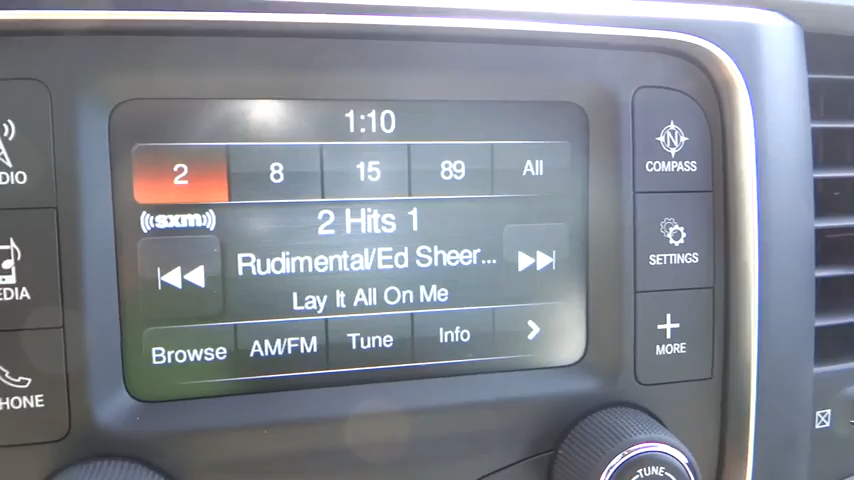 1:10
2 8 15 89 All
sxm
2 Hits 1
Rudimental/Ed Sheer...
Lay It All On Me
Browse AM/FM Tune Info
DIO
EDIA
HONE
N
COMPASS
SETTINGS
MORE
TUNE